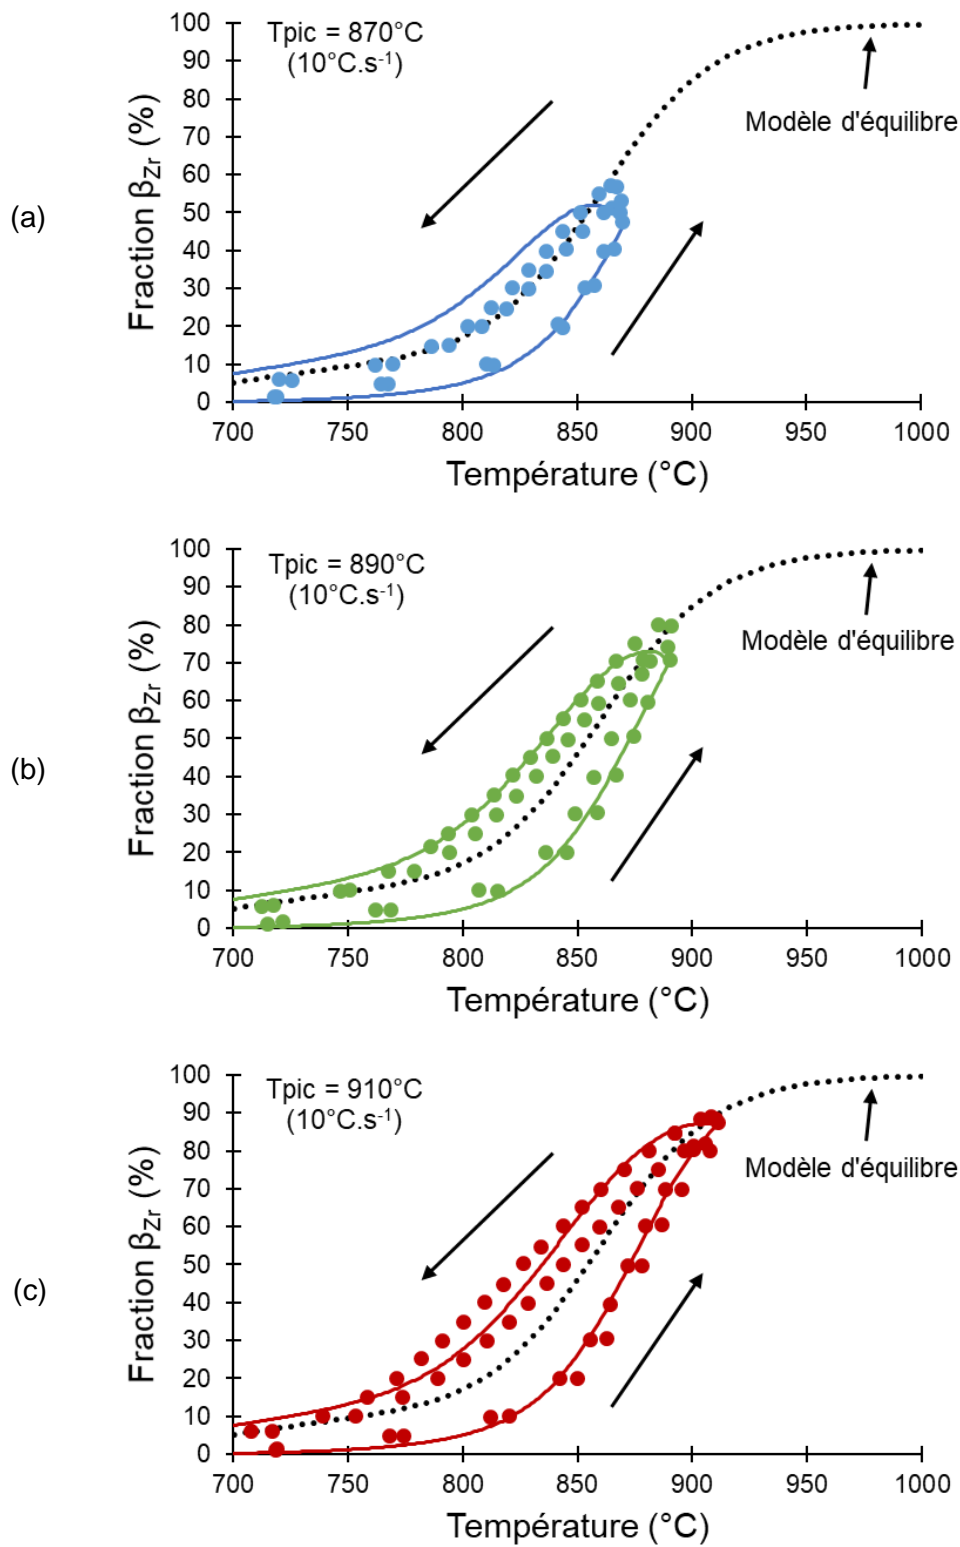 (a)
Tpic = 870°C
(10°C.s⁻¹)
Modèle d'équilibre
Fraction βZr (%)
100
90
80
70
60
50
40
30
20
10
0
700 750 800 850 900 950 1000
Température (°C)
(b)
Tpic = 890°C
(10°C.s⁻¹)
Modèle d'équilibre
Fraction βZr (%)
100
90
80
70
60
50
40
30
20
10
0
700 750 800 850 900 950 1000
Température (°C)
(c)
Tpic = 910°C
(10°C.s⁻¹)
Modèle d'équilibre
Fraction βZr (%)
100
90
80
70
60
50
40
30
20
10
0
700 750 800 850 900 950 1000
Température (°C)